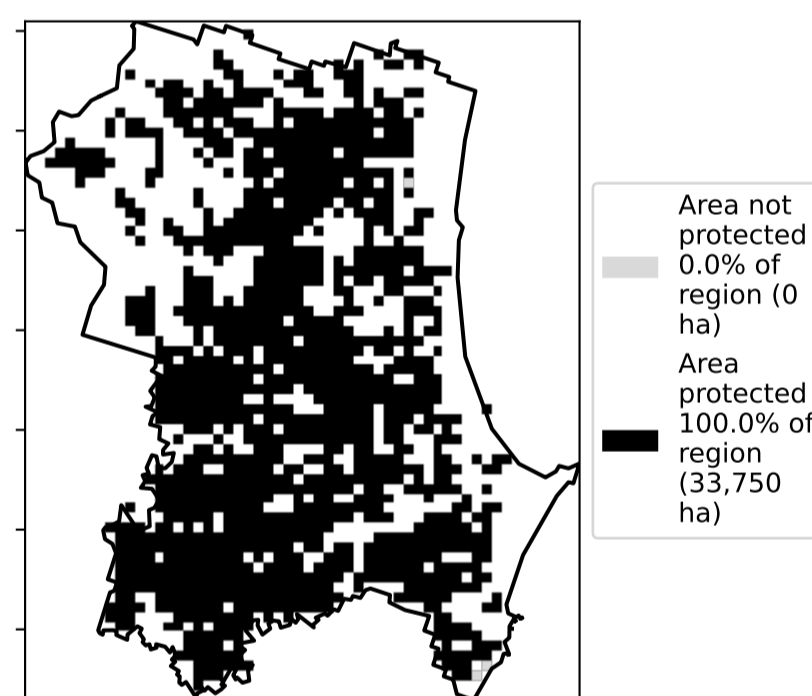 Area not
protected
0.0% of
region (0
ha)
Area
protected
100.0% of
region
(33,750
ha)